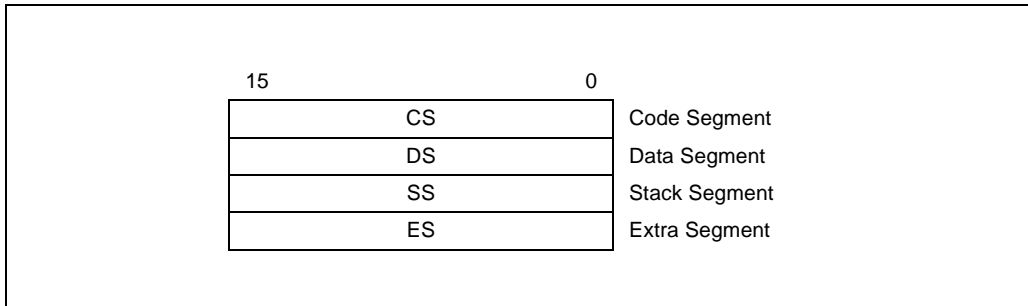 15 0
CS Code Segment
DS Data Segment
SS Stack Segment
ES Extra Segment